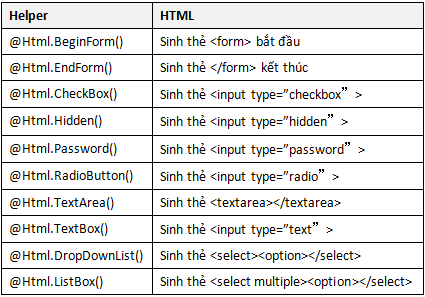 Helper HTML
@Html.BeginForm() Sinh thẻ <form> bắt đầu
@Html.EndForm() Sinh thẻ </form> kết thúc
@Html.CheckBox() Sinh thẻ <input type=”checkbox” >
@Html.Hidden() Sinh thẻ <input type=”hidden” >
@Html.Password() Sinh thẻ <input type=”password” >
@Html.RadioButton() Sinh thẻ <input type=”radio” >
@Html.TextArea() Sinh thẻ <textarea></textarea>
@Html.TextBox() Sinh thẻ <input type=”text” >
@Html.DropDownList() Sinh thẻ <select><option></select>
@Html.ListBox() Sinh thẻ <select multiple><option></select>